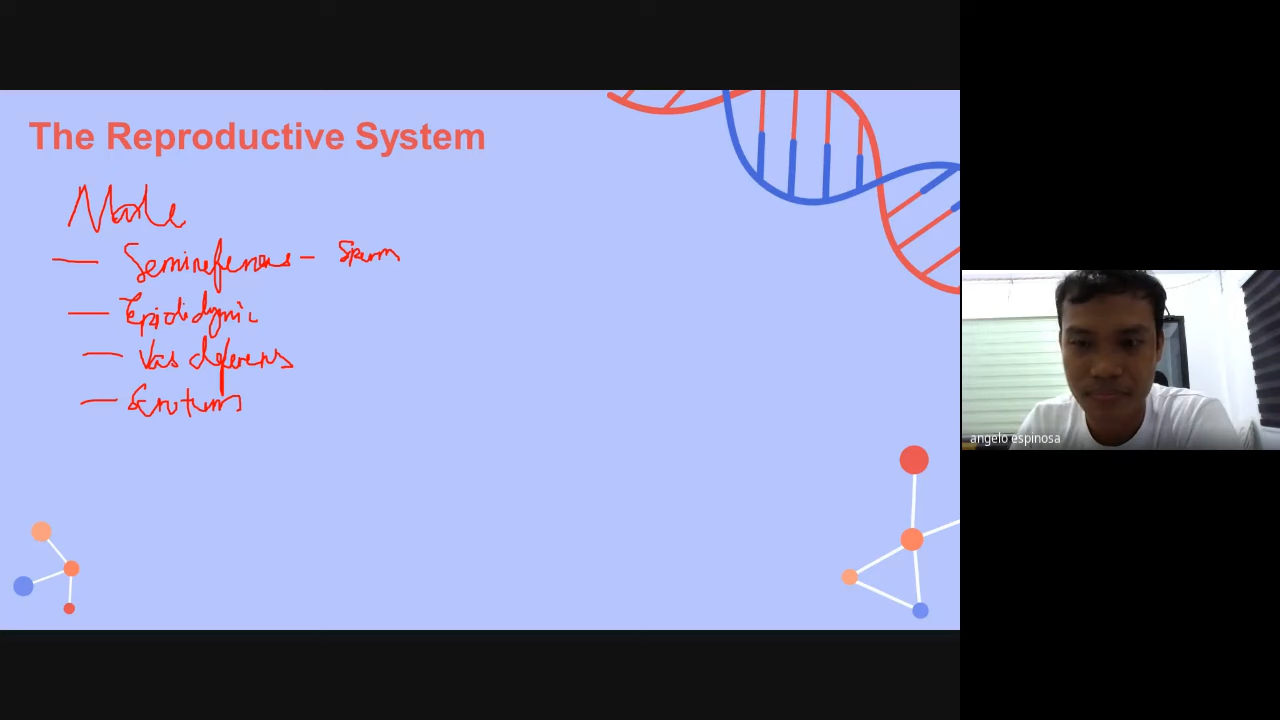 The Reproductive System
Male
Seminiferous - Sperm
Epididymis
Vas deferens
Scrotum
angelo espinosa